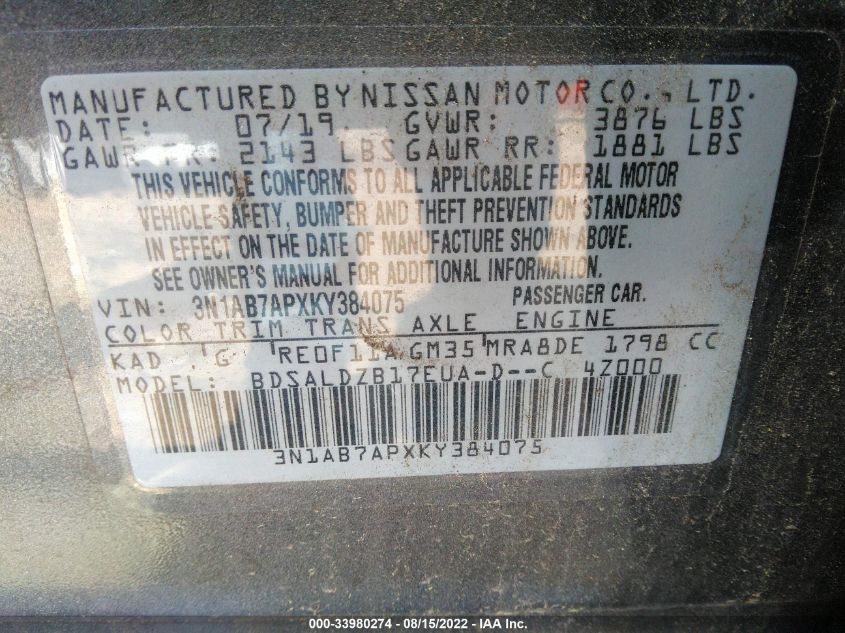 MANUFACTURED BY NISSAN MOTOR CO., LTD.
DATE: 07/19 GVWR: 3876 LBS
GAWR FR: 2143 LBS GAWR RR: 1881 LBS
THIS VEHICLE CONFORMS TO ALL APPLICABLE FEDERAL MOTOR
VEHICLE SAFETY, BUMPER AND THEFT PREVENTION STANDARDS
IN EFFECT ON THE DATE OF MANUFACTURE SHOWN ABOVE.
SEE OWNER'S MANUAL FOR ADDITIONAL INFORMATION.
VIN: 3N1AB7APXKY384075 PASSENGER CAR.
COLOR TRIM TRANS AXLE ENGINE
KAD G RE0F11A GM35 MRA8DE 1798 CC
MODEL: BDSALDZB17EUA-D--C 4Z000
3N1AB7APXKY384075
000-33980274 - 08/15/2022 - IAA, Inc.